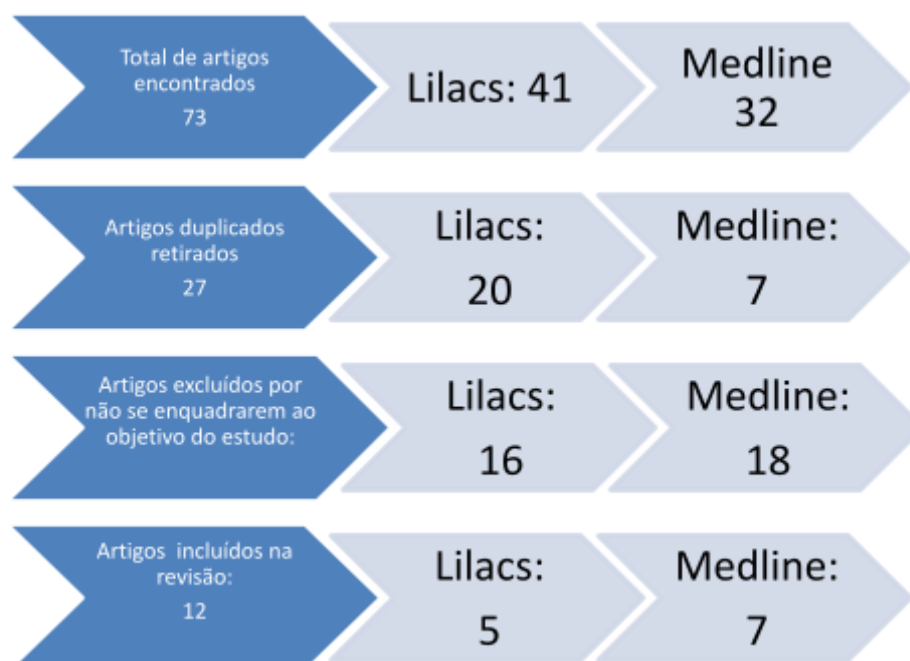 Total de artigos
encontrados
73
Lilacs: 41
Medline
32
Artigos duplicados
retirados
27
Lilacs:
20
Medline:
7
Artigos excluídos por
não se enquadrarem ao
objetivo do estudo:
Lilacs:
16
Medline:
18
Artigos incluídos na
revisão:
12
Lilacs:
5
Medline:
7